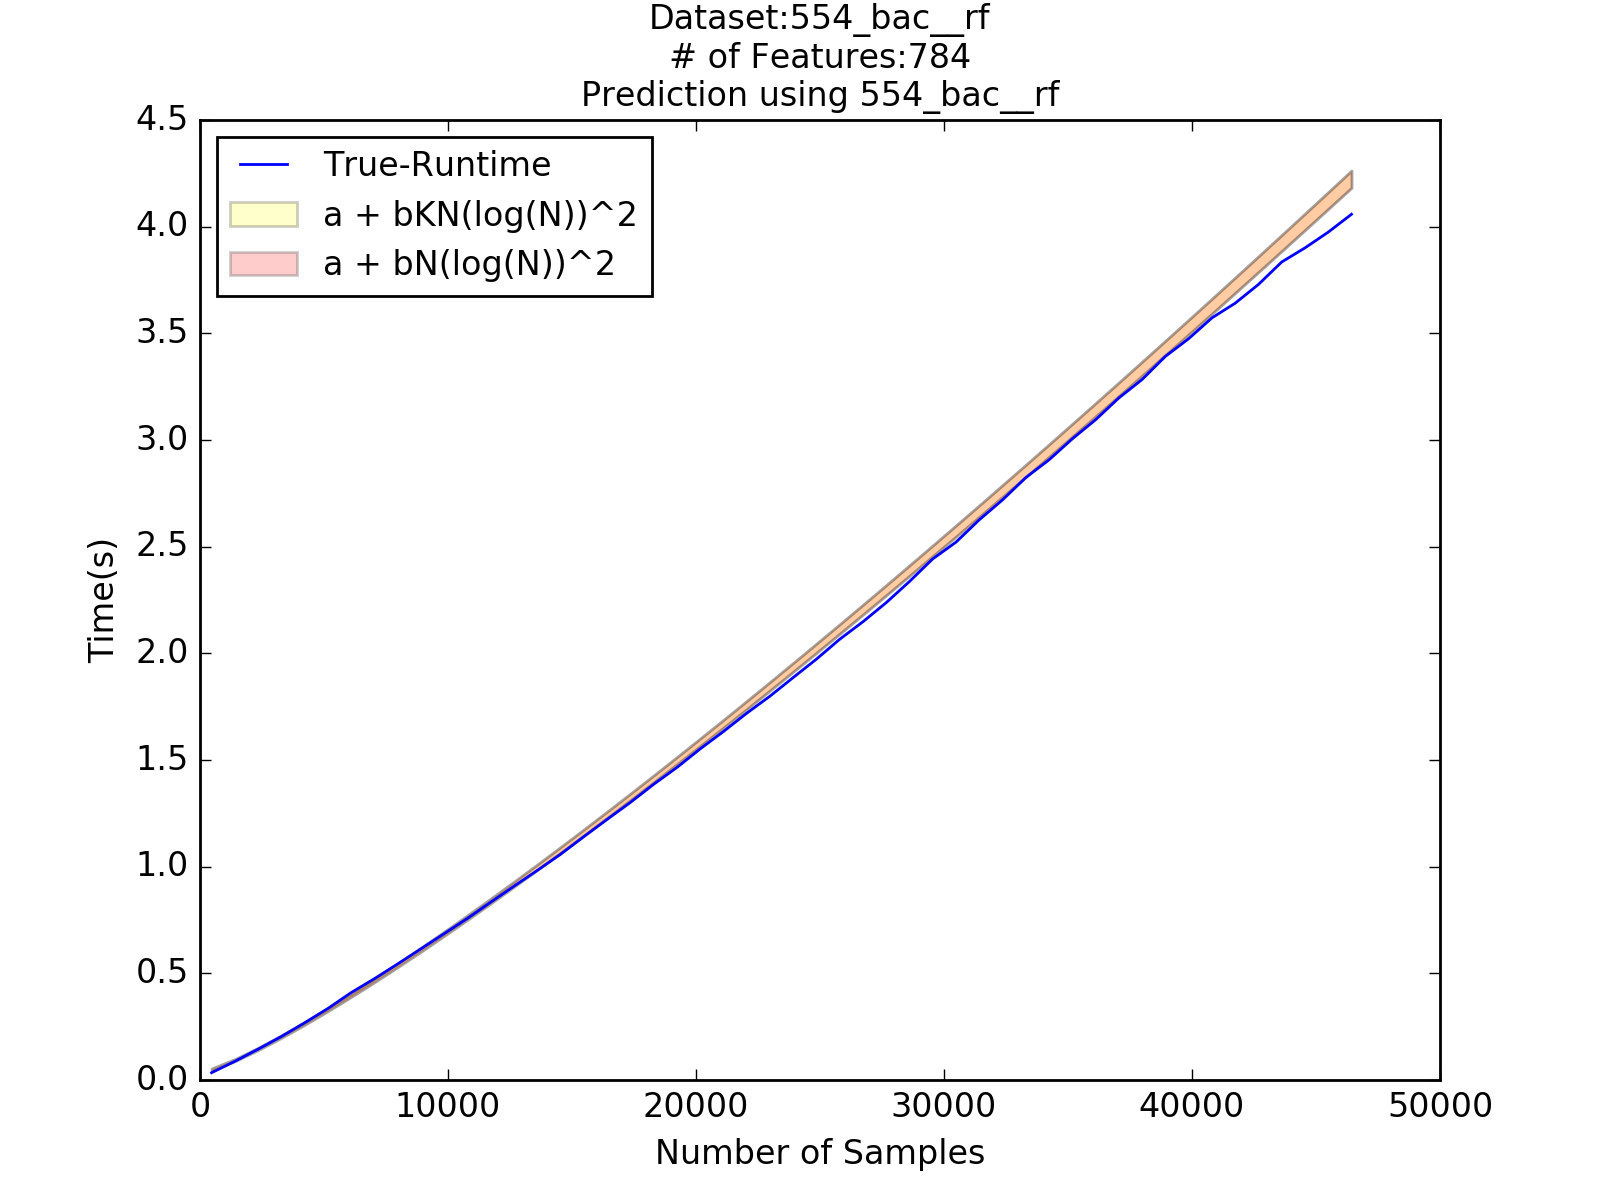 Dataset:554_bac__rf
# of Features:784
Prediction using 554_bac__rf
True-Runtime
a + bKN(log(N))^2
a + bN(log(N))^2
4.5
4.0
3.5
3.0
2.5
2.0
1.5
1.0
0.5
0.0
Time(s)
0 10000 20000 30000 40000 50000
Number of Samples